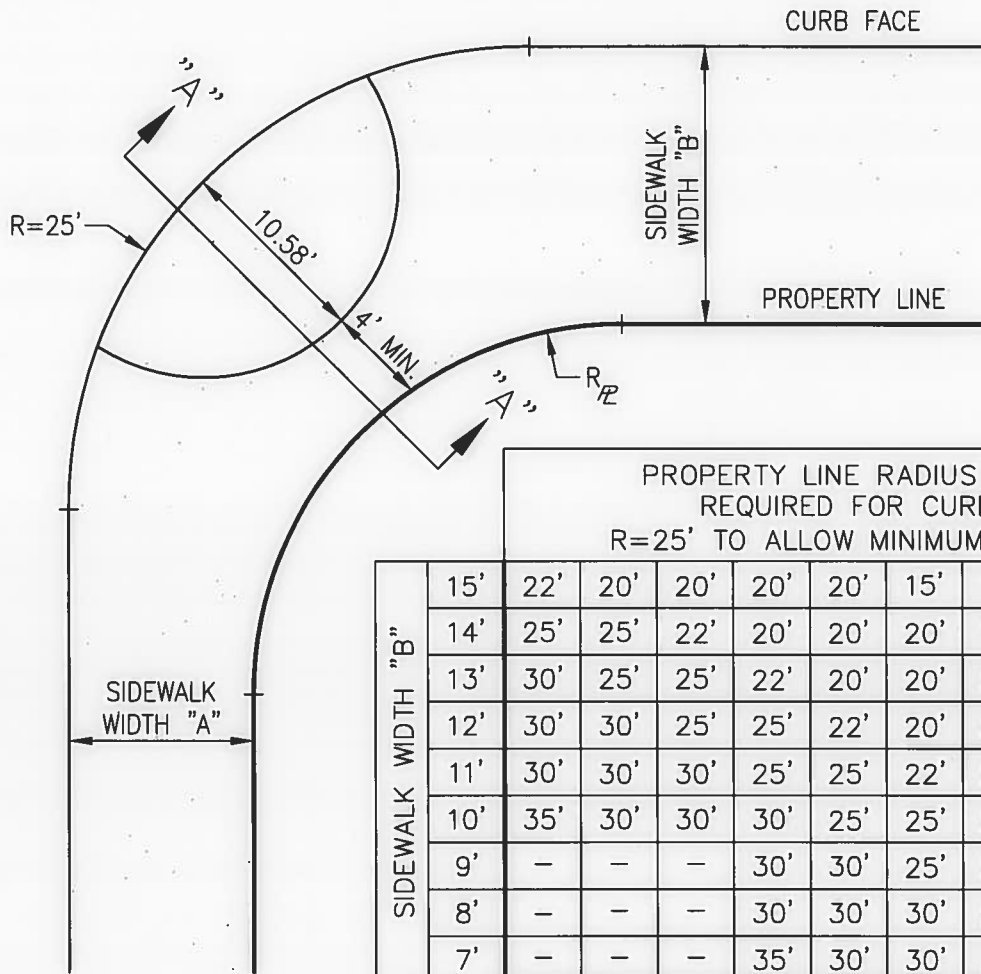 CURB FACE
"A"
R=25'
10.58'
4' MIN.
SIDEWALK
WIDTH "B"
PROPERTY LINE
R PL
"A"
SIDEWALK
WIDTH "A"
PROPERTY LINE RADIUS
REQUIRED FOR CUR
R=25' TO ALLOW MINIMUM
SIDEWALK WIDTH "B"
15' 22' 20' 20' 20' 20' 15'
14' 25' 25' 22' 20' 20' 20'
13' 30' 25' 25' 22' 20' 20'
12' 30' 30' 25' 25' 22' 20'
11' 30' 30' 30' 25' 25' 22'
10' 35' 30' 30' 30' 25' 25'
9' – – – 30' 30' 25'
8' – – – 30' 30' 30'
7' – – – 35' 30' 30'